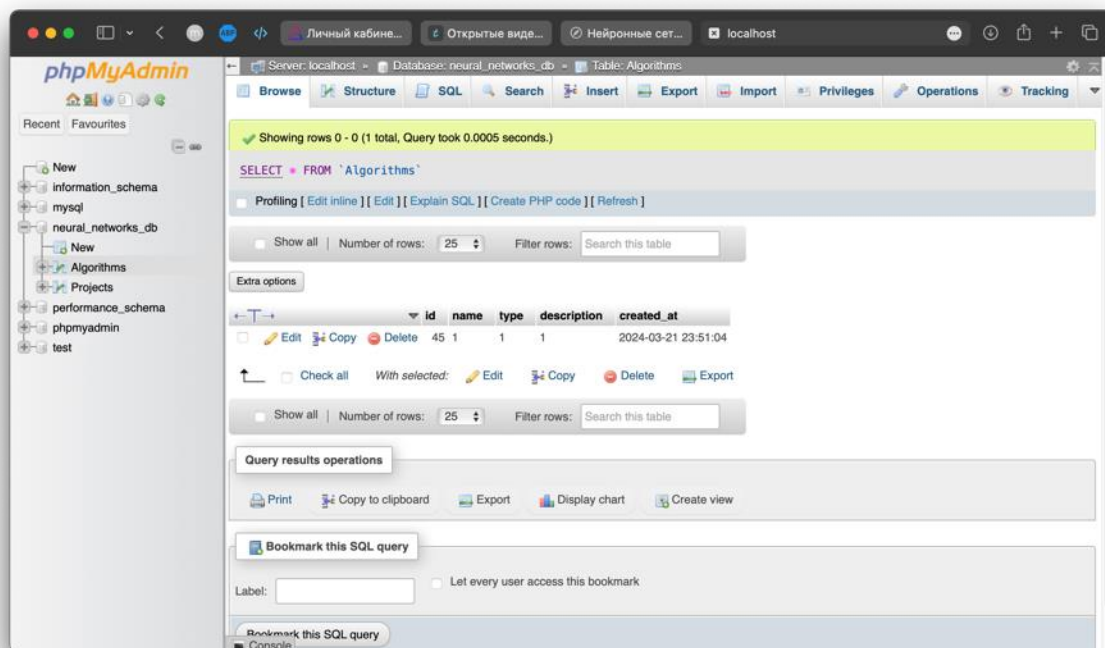 Личный кабине...
Открытые виде...
Нейронные сет...
localhost
phpMyAdmin
Recent Favourites
New
information_schema
mysql
neural_networks_db
New
Algorithms
Projects
performance_schema
phpmyadmin
test
Server: localhost » Database: neural_networks_db » Table: Algorithms
Browse Structure SQL Search Insert Export Import Privileges Operations Tracking
Showing rows 0 - 0 (1 total, Query took 0.0005 seconds.)
SELECT * FROM `Algorithms`
Profiling [ Edit inline ] [ Edit ] [ Explain SQL ] [ Create PHP code ] [ Refresh ]
Show all | Number of rows: 25 Filter rows: Search this table
Extra options
←T→ id name type description created_at
Edit Copy Delete 45 1 1 1 2024-03-21 23:51:04
Check all With selected: Edit Copy Delete Export
Show all | Number of rows: 25 Filter rows: Search this table
Query results operations
Print Copy to clipboard Export Display chart Create view
Bookmark this SQL query
Label: Let every user access this bookmark
Bookmark this SQL query
Console